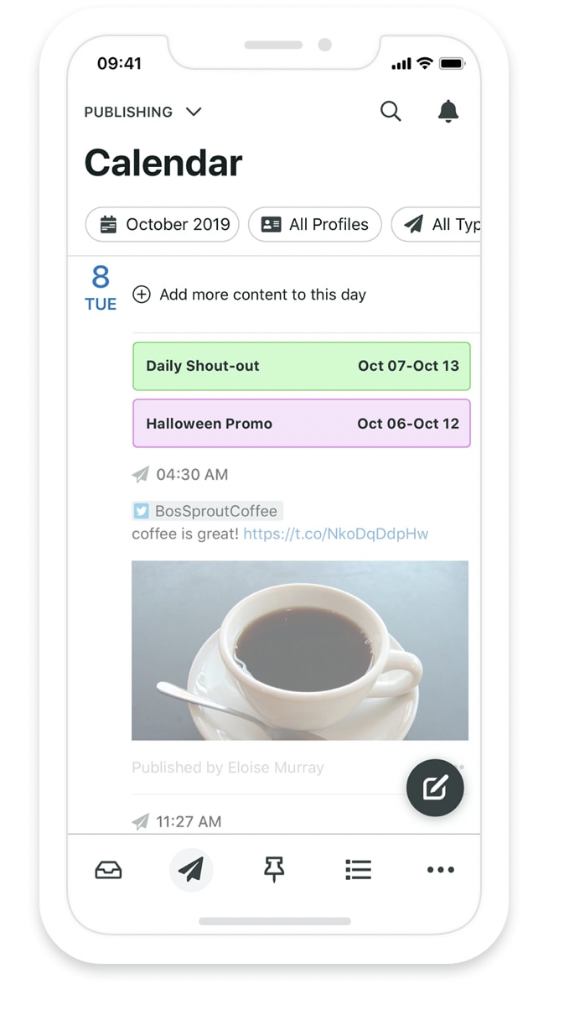 09:41
PUBLISHING
Calendar
October 2019 All Profiles All Typ
8
TUE
Add more content to this day
Daily Shout-out Oct 07-Oct 13
Halloween Promo Oct 06-Oct 12
04:30 AM
BosSproutCoffee
coffee is great! https://t.co/NkoDqDdpHw
Published by Eloise Murray
11:27 AM